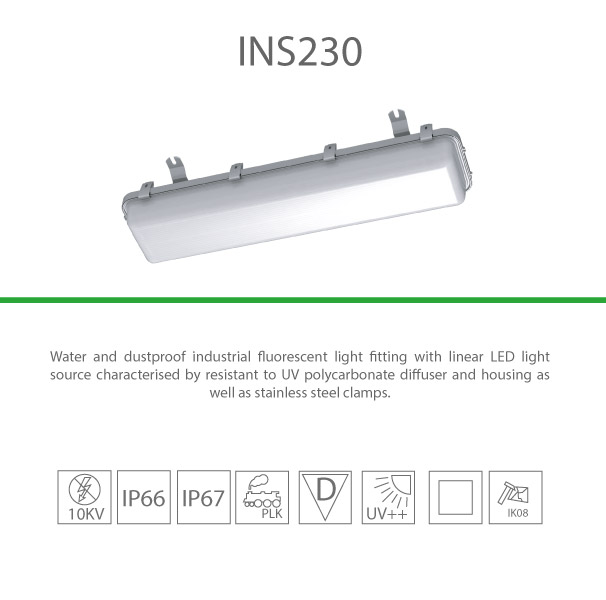 INS230
Water and dustproof industrial fluorescent light fitting with linear LED light
source characterised by resistant to UV polycarbonate diffuser and housing as
well as stainless steel clamps.
10KV
IP66
IP67
PLK
D
UV++
IK08